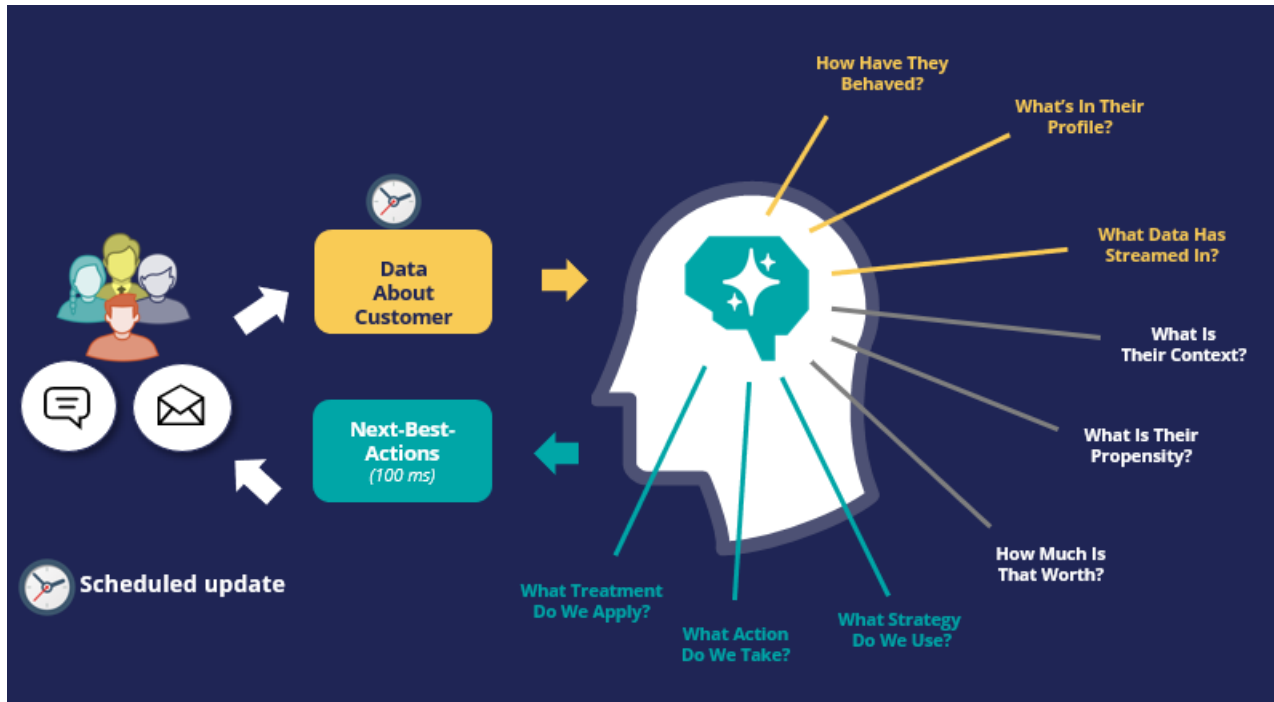 How Have They
Behaved?
What's In Their
Profile?
What Data Has
Streamed In?
What Is
Their Context?
What Is Their
Propensity?
How Much Is
That Worth?
What Strategy
Do We Use?
What Action
Do We Take?
What Treatment
Do We Apply?
Data
About
Customer
Next-Best-
Actions
(100 ms)
Scheduled update